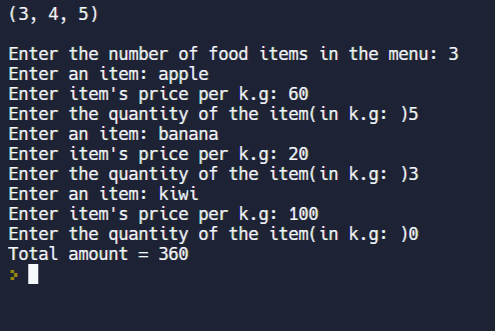 (3, 4, 5)
Enter the number of food items in the menu: 3
Enter an item: apple
Enter item's price per k.g: 60
Enter the quantity of the item(in k.g: )5
Enter an item: banana
Enter item's price per k.g: 20
Enter the quantity of the item(in k.g: )3
Enter an item: kiwi
Enter item's price per k.g: 100
Enter the quantity of the item(in k.g: )0
Total amount = 360
>